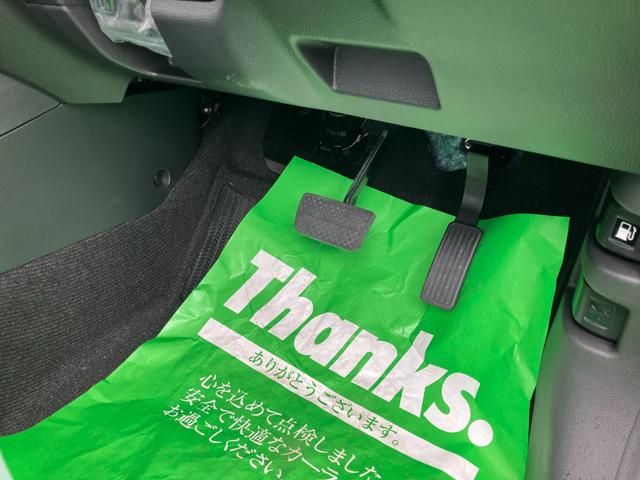 Thanks.
ありがとうございます。
心を込めて点検しました
安全で快適なカーラ
お過ごしください